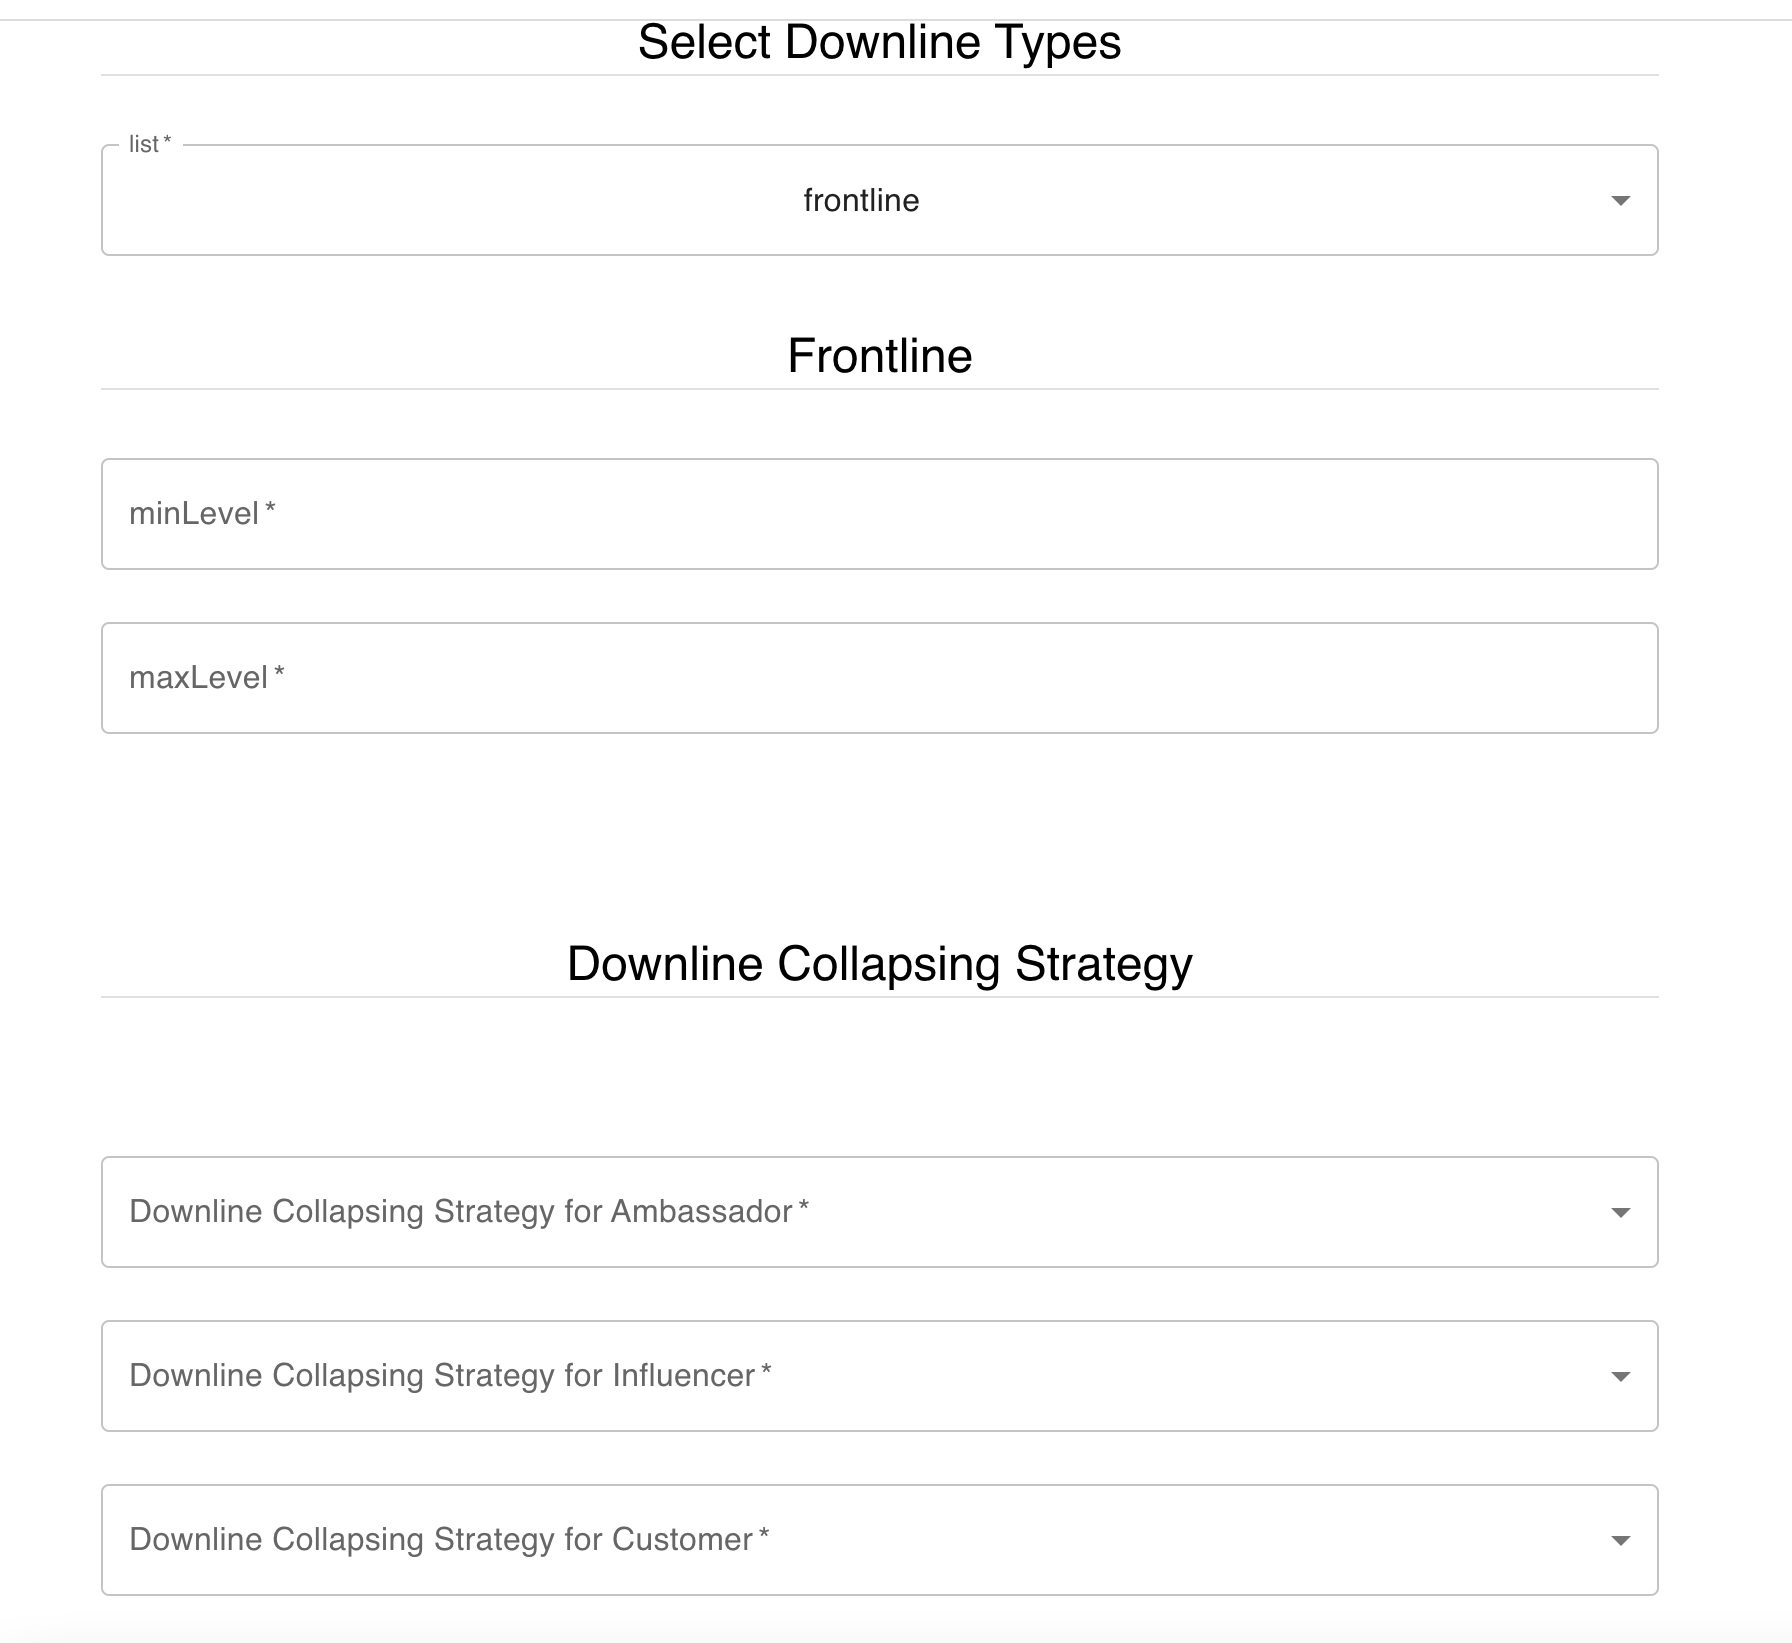 Select Downline Types
list *
frontline
Frontline
minLevel *
maxLevel *
Downline Collapsing Strategy
Downline Collapsing Strategy for Ambassador *
Downline Collapsing Strategy for Influencer *
Downline Collapsing Strategy for Customer *